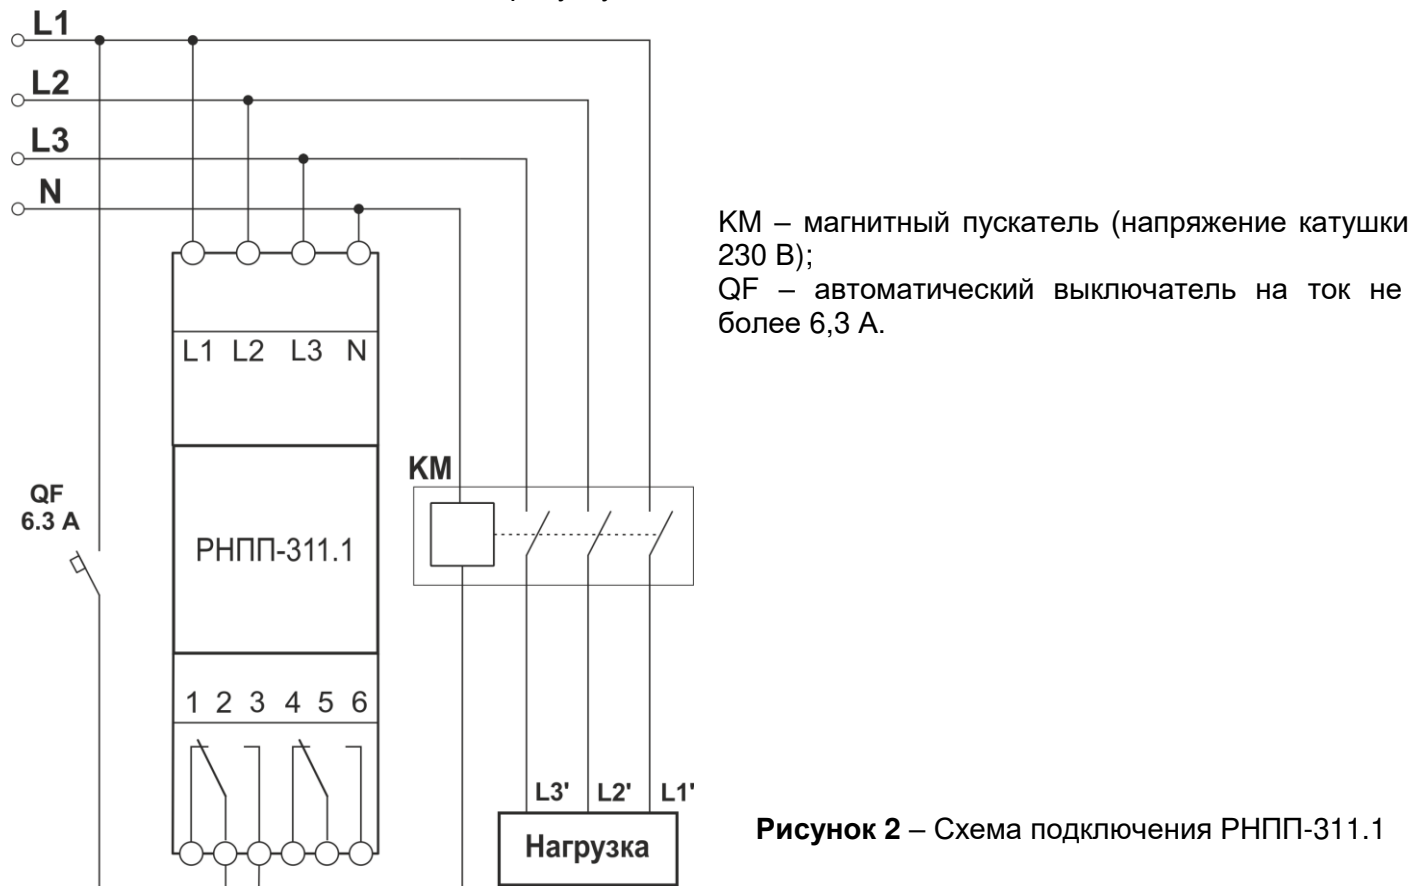 L1
L2
L3
N
L1 L2 L3 N
КМ
QF
6.3 А
РНПП-311.1
1 2 3 4 5 6
L3' L2' L1'
Нагрузка
КМ – магнитный пускатель (напряжение катушки
230 В);
QF – автоматический выключатель на ток не
более 6,3 А.
Рисунок 2 – Схема подключения РНПП-311.1